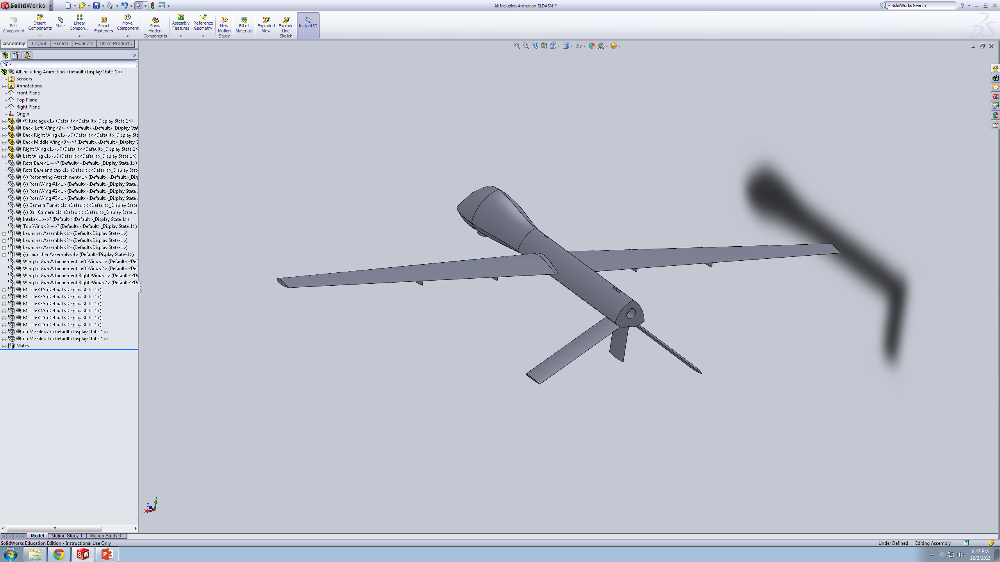 SolidWorks
All Including Animation.SLDASM *
SolidWorks Search
Edit Component
Insert Components
Mate
Linear Compon...
Smart Fasteners
Move Component
Show Hidden Components
Assembly Features
Reference Geometry
New Motion Study
Bill of Materials
Exploded View
Explode Line Sketch
Instant3D
Assembly Layout Sketch Evaluate Office Products
All Including Animation (Default<Display State-1>)
Sensors
Annotations
Front Plane
Top Plane
Right Plane
Origin
(f) fuselage<1> (Default<<Default>_Display State 1>)
Back_Left_Wing<2>->? (Default<<Default>_Display Stat
Back Right Wing<1>->? (Default<<Default>_Display Sta
Back Middle Wing<3>->? (Default<<Default>_Display S
Right Wing<1>->? (Default<<Default>_Display State 1>
Left Wing<1>->? (Default<<Default>_Display State 1>)
RotarBase<1>->? (Default<<Default>_Display State 1>)
RotarBase end cap<1> (Default<<Default>_Display State
(-) Rotor Wing Attachment<1> (Default<<Default>_Disp
(-) RotarWing #1<1> (Default<<Default>_Display State
(-) RotarWing #2<1> (Default<<Default>_Display State
(-) RotarWing #3<1> (Default<<Default>_Display State
(-) Camera Turret<1> (Default<<Default>_Display State
(-) Ball Camera<1> (Default<<Default>_Display State 1>
Intake<1>->? (Default<<Default>_Display State 1>)
Top Wing<3>->? (Default<<Default>_Display State 1>)
Launcher Assembly<1> (Default<Display State-1>)
Launcher Assembly<2> (Default<Display State-1>)
Launcher Assembly<3> (Default<Display State-1>)
(-) Launcher Assembly<4> (Default<Display State-1>)
Wing to Gun Attachement Left Wing<1> (Default<<Def
Wing to Gun Attachement Left Wing<2> (Default<<Def
Wing to Gun Attachement Right Wing<1> (Default<<D
Wing to Gun Attachement Right Wing<2> (Default<<D
Missile<1> (Default<Display State-1>)
Missile<2> (Default<Display State-1>)
Missile<3> (Default<Display State-1>)
Missile<4> (Default<Display State-1>)
Missile<5> (Default<Display State-1>)
Missile<6> (Default<Display State-1>)
(-) Missile<7> (Default<Display State-1>)
(-) Missile<9> (Default<Display State-1>)
Mates
Y
Z
X
Model Motion Study 1 Motion Study 3
SolidWorks Education Edition - Instructional Use Only
Under Defined Editing Assembly
8:47 PM
12/2/2015